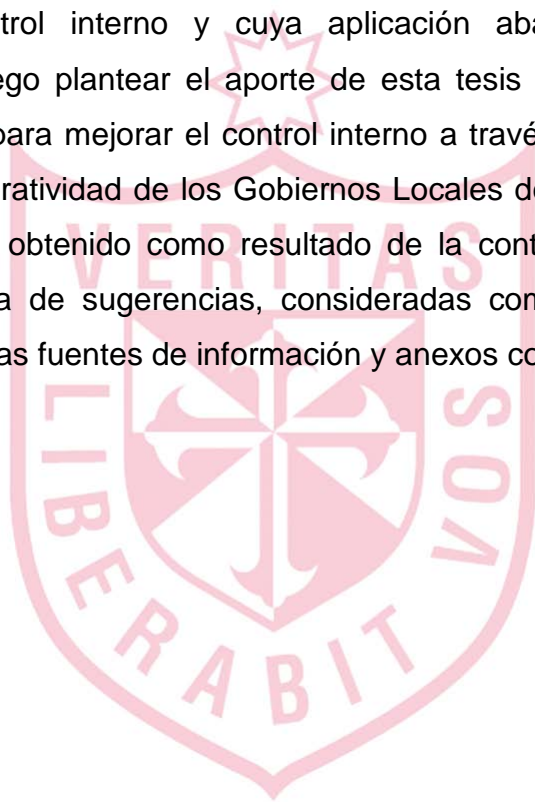 trol interno y cuya aplicación aba
ego plantear el aporte de esta tesis
para mejorar el control interno a travé
ratividad de los Gobiernos Locales de
obtenido como resultado de la cont
a de sugerencias, consideradas com
as fuentes de información y anexos co
VERITAS
LIBERABIT VOS